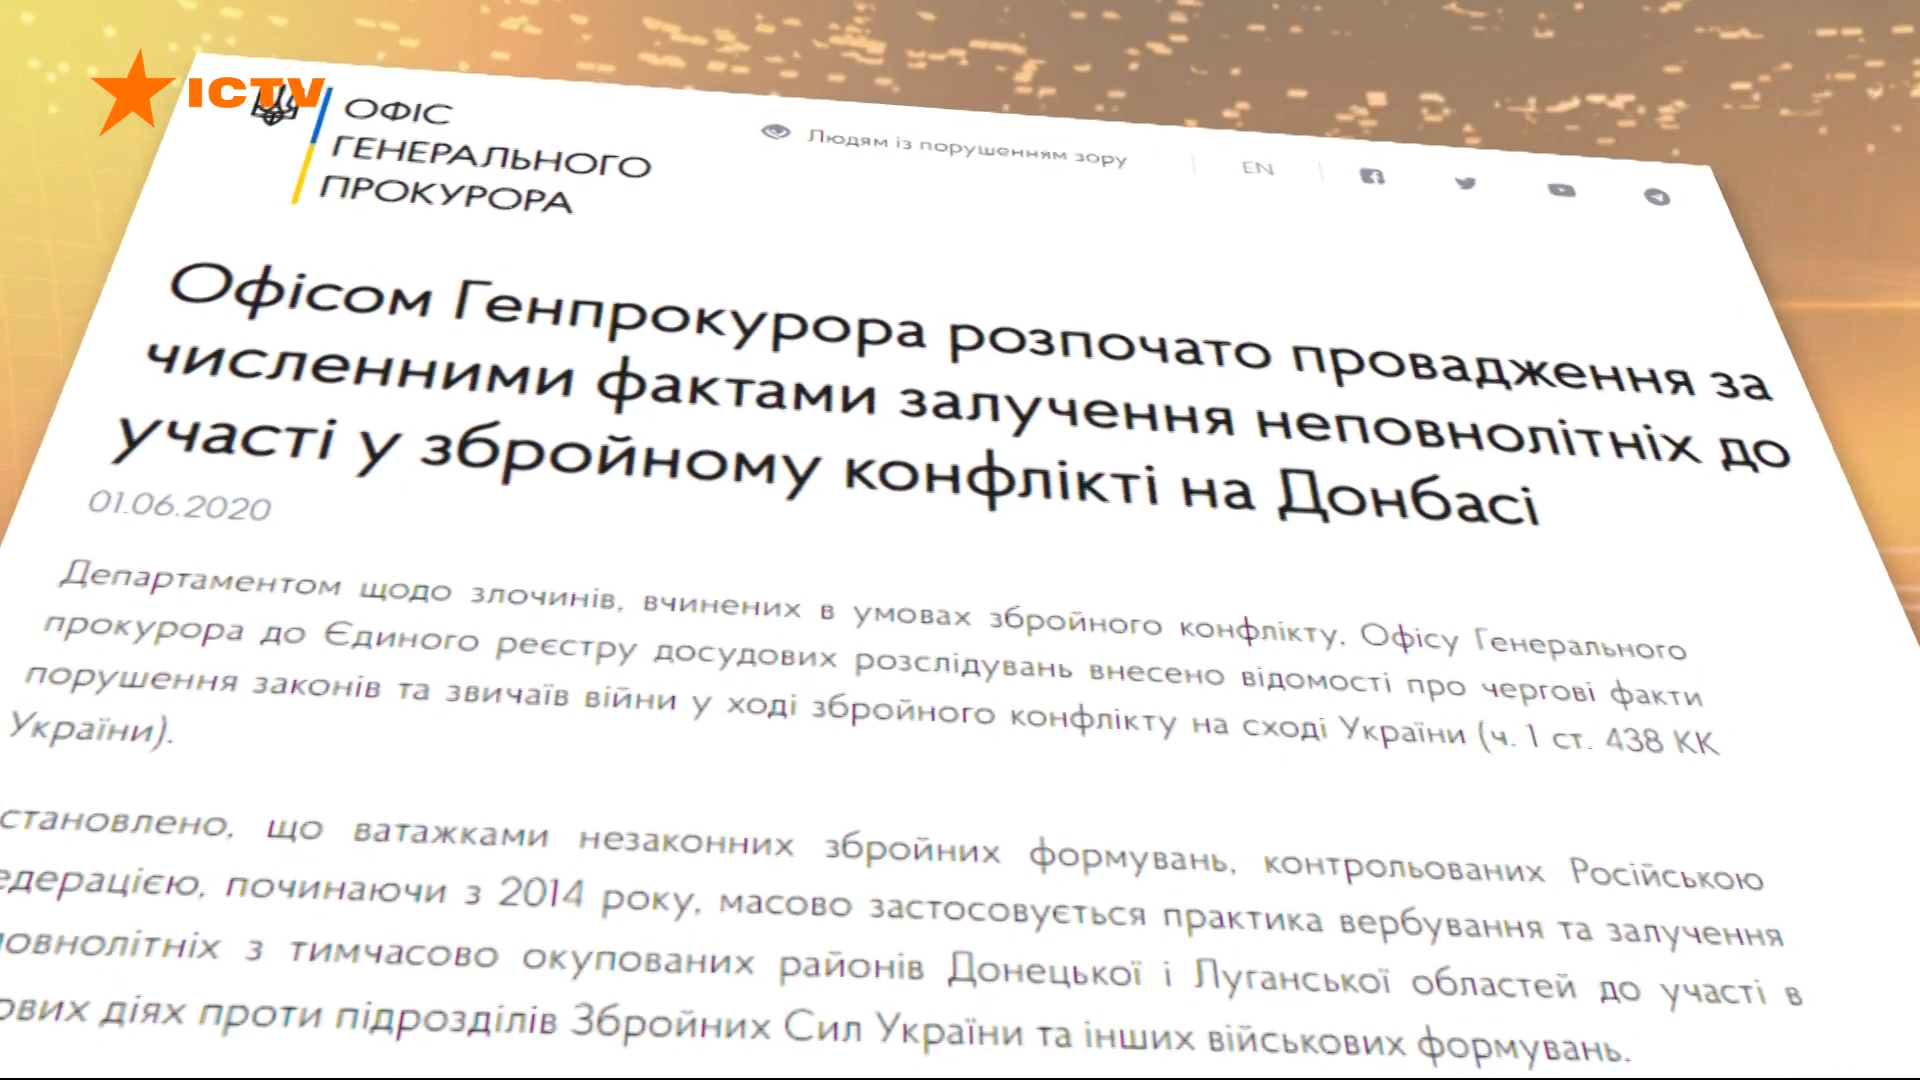 ICTV
ОФІС
ГЕНЕРАЛЬНОГО
ПРОКУРОРА
Людям із порушенням зору
EN
Офісом Генпрокурора розпочато провадження за
численними фактами залучення неповнолітніх до
участі у збройному конфлікті на Донбасі
01.06.2020
Департаментом щодо злочинів, вчинених в умовах збройного конфлікту, Офісу Генерального
прокурора до Єдиного реєстру досудових розслідувань внесено відомості про чергові факти
порушення законів та звичаїв війни у ході збройного конфлікту на сході України (ч. 1 ст. 438 КК
України).
становлено, що ватажками незаконних збройних формувань, контрольованих Російською
едерацією, починаючи з 2014 року, масово застосовується практика вербування та залучення
повнолітніх з тимчасово окупованих районів Донецької і Луганської областей до участі в
ових діях проти підрозділів Збройних Сил України та інших військових формувань.